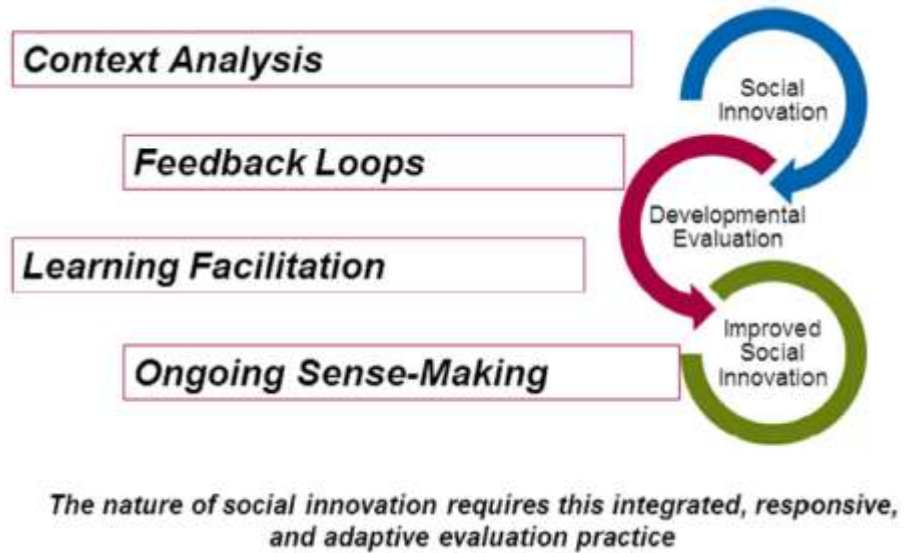 Context Analysis
Social
Innovation
Feedback Loops
Developmental
Evaluation
Learning Facilitation
Improved
Social
Innovation
Ongoing Sense-Making
The nature of social innovation requires this integrated, responsive,
and adaptive evaluation practice